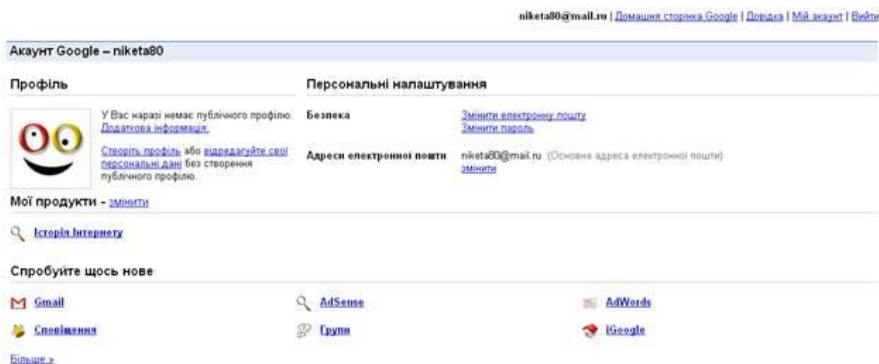 niketa80@mail.ru | Домашня сторінка Google | Довідка | Мій акаунт | Вийти
Акаунт Google – niketa80
Профіль
У Вас наразі немає публічного профілю.
Додаткова інформація.
Створіть профіль або відредагуйте свої
персональні дані без створення
публічного профілю.
Персональні налаштування
Безпека
Змінити електронну пошту
Змінити пароль
Адреси електронної пошти niketa80@mail.ru (Основна адреса електронної пошти)
змінити
Мої продукти - змінити
Історія Інтернету
Спробуйте щось нове
Gmail AdSense AdWords
Сповіщення Групи iGoogle
Більше »